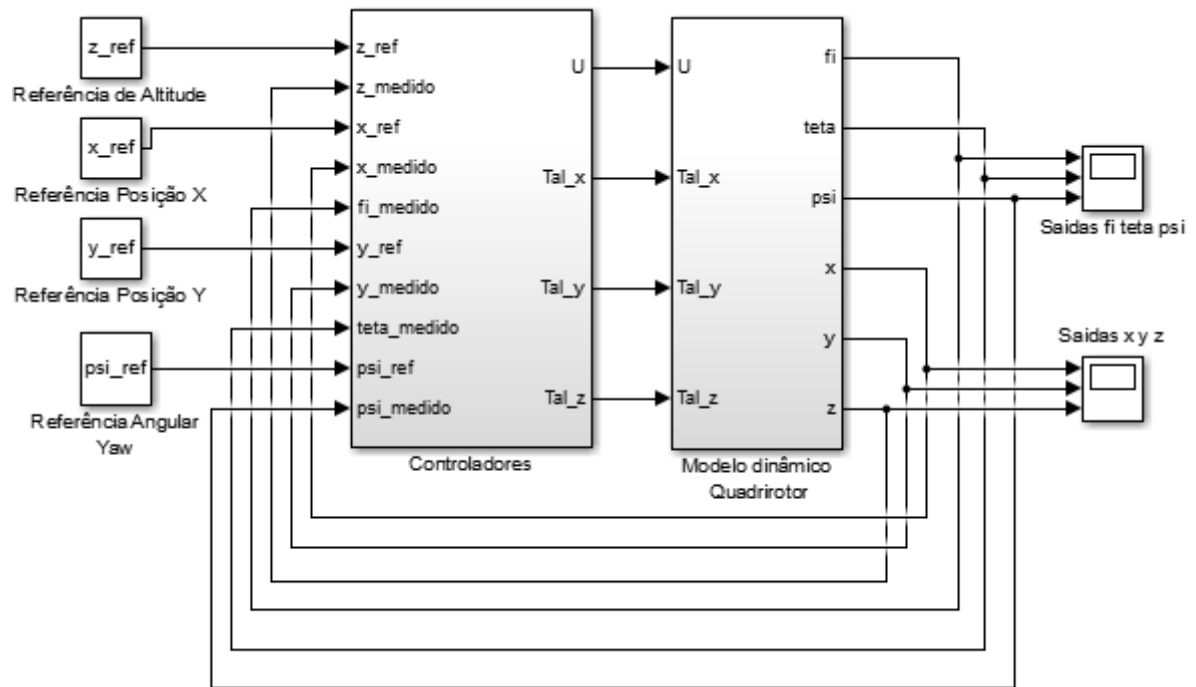 z_ref
Referência de Altitude
x_ref
Referência Posição X
y_ref
Referência Posição Y
psi_ref
Referência Angular
Yaw
z_ref
z_medido
x_ref
x_medido
fi_medido
y_ref
y_medido
teta_medido
psi_ref
psi_medido
U
Tal_x
Tal_y
Tal_z
Controladores
U
Tal_x
Tal_y
Tal_z
fi
teta
psi
x
y
z
Modelo dinâmico
Quadrirotor
Saidas fi teta psi
Saidas x y z